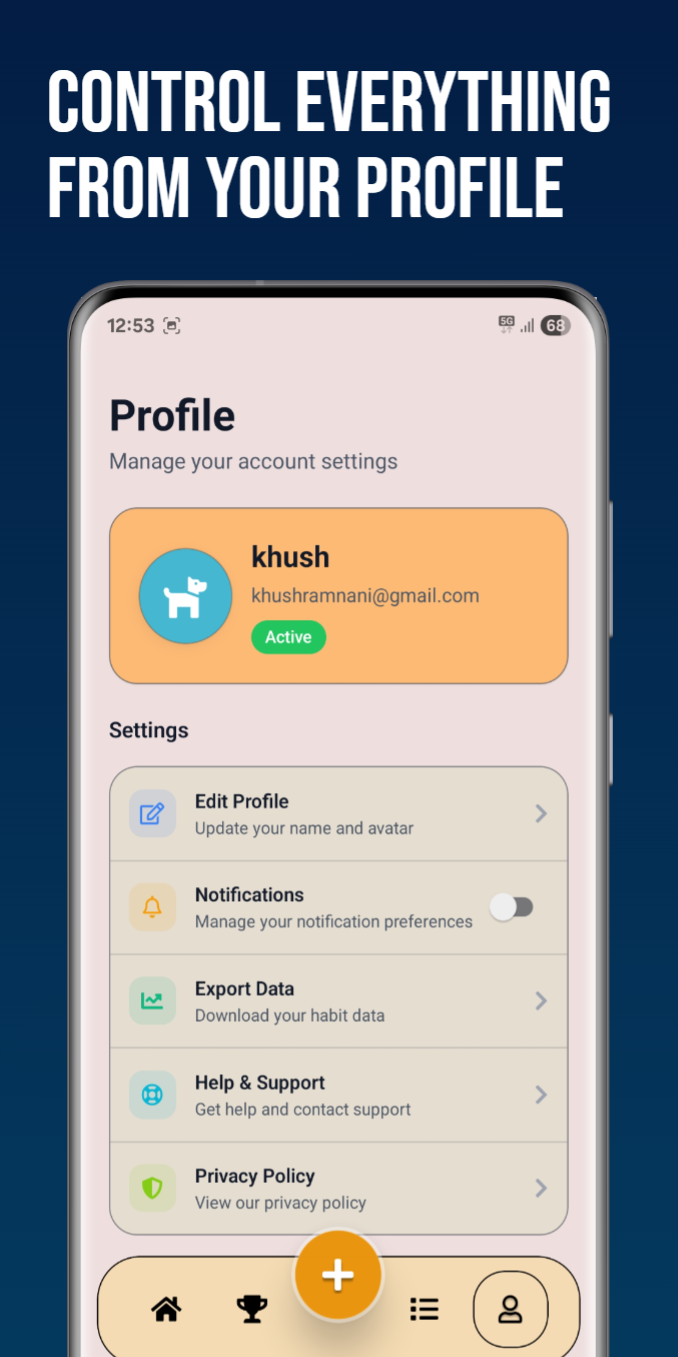 CONTROL EVERYTHING
FROM YOUR PROFILE
12:53
5G
68
Profile
Manage your account settings
khush
khushramnani@gmail.com
Active
Settings
Edit Profile
Update your name and avatar
Notifications
Manage your notification preferences
Export Data
Download your habit data
Help & Support
Get help and contact support
Privacy Policy
View our privacy policy